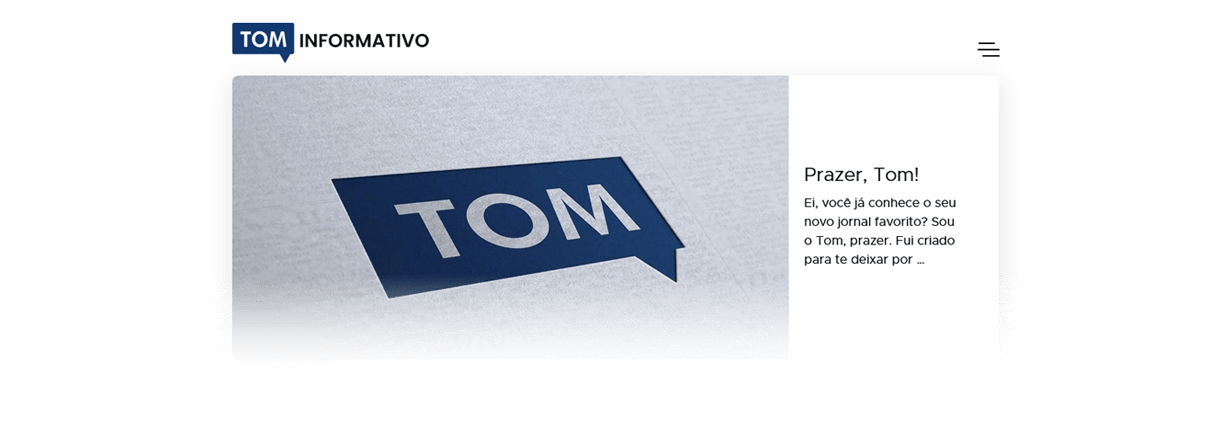 TOM INFORMATIVO
TOM
Prazer, Tom!
Ei, você já conhece o seu
novo jornal favorito? Sou
o Tom, prazer. Fui criado
para te deixar por ...